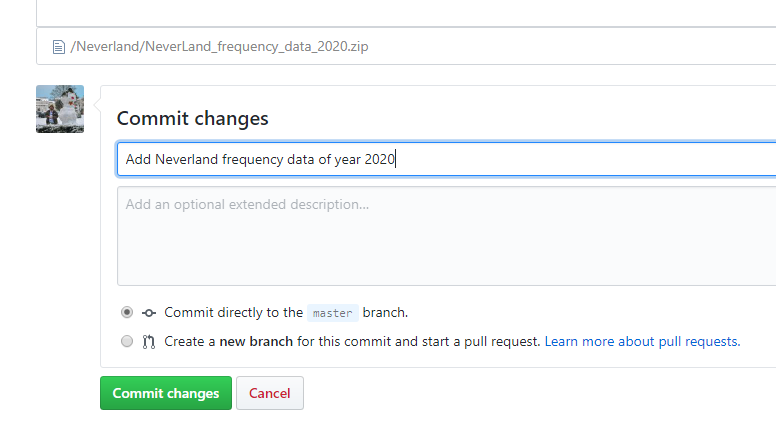 /Neverland/NeverLand_frequency_data_2020.zip
Commit changes
Add Neverland frequency data of year 2020
Add an optional extended description...
Commit directly to the master branch.
Create a new branch for this commit and start a pull request. Learn more about pull requests.
Commit changes Cancel